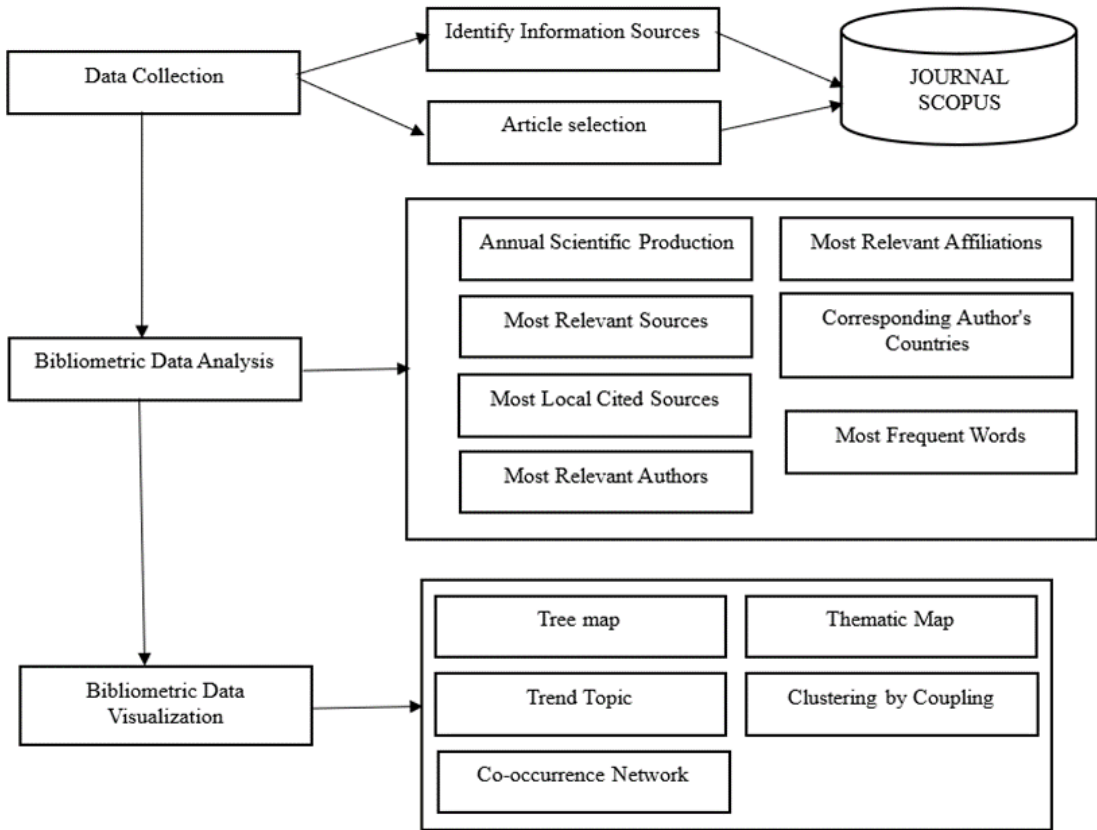 Data Collection
Identify Information Sources
Article selection
JOURNAL
SCOPUS
Bibliometric Data Analysis
Annual Scientific Production
Most Relevant Sources
Most Local Cited Sources
Most Relevant Authors
Most Relevant Affiliations
Corresponding Author's
Countries
Most Frequent Words
Bibliometric Data
Visualization
Tree map
Thematic Map
Trend Topic
Clustering by Coupling
Co-occurrence Network